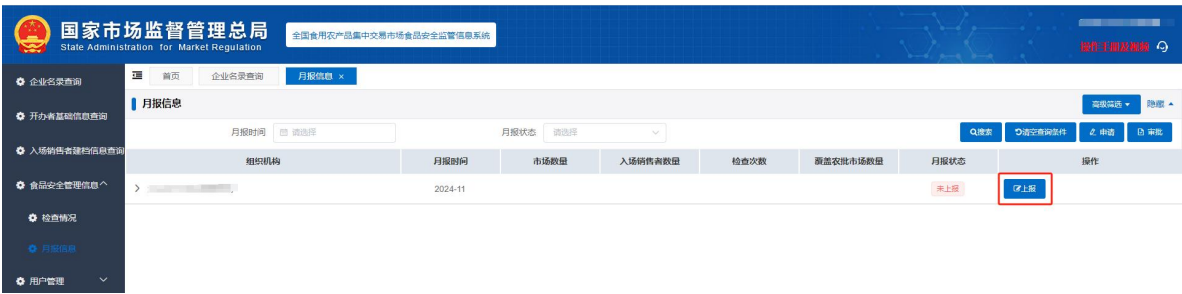 国家市场监督管理总局
State Administration for Market Regulation
全国食用农产品集中交易市场食品安全监管信息系统
操作手册及视频
企业名录查询
开办者基础信息查询
入场销售者建档信息查询
食品安全管理信息
检查情况
月报信息
用户管理
首页 企业名录查询 月报信息 ×
月报信息 高级筛选 隐藏
月报时间 请选择 月报状态 请选择 搜索 清空查询条件 申请 审批
组织机构 月报时间 市场数量 入场销售者数量 检查次数 覆盖农批市场数量 月报状态 操作
2024-11 未上报 上报